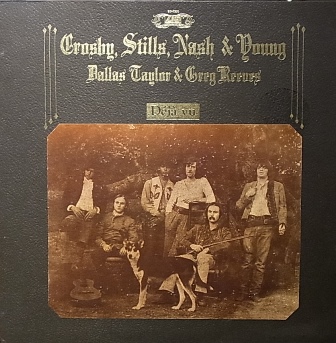 Crosby, Stills, Nash & Young
Dallas Taylor & Greg Reeves
Déjà vu